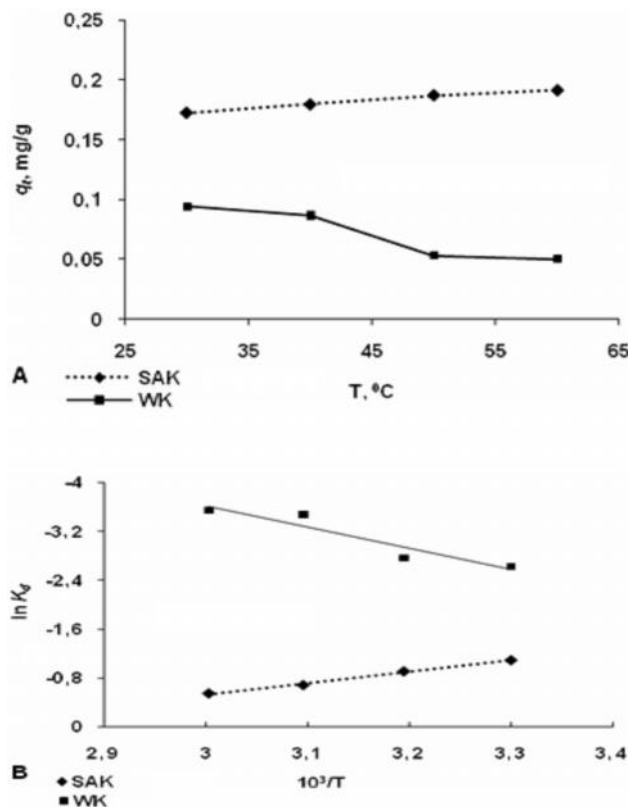 0,25
0,2
0,15
0,1
0,05
0
qt, mg/g
25 35 45 55 65
T, ⁰C
A
SAK
WK
-4
-3,2
-2,4
-1,6
-0,8
0
ln Kd
2,9 3 3,1 3,2 3,3 3,4
10³/T
B
SAK
WK